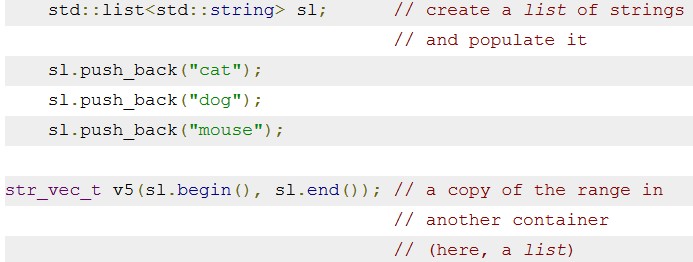 std::list<std::string> sl; // create a list of strings
// and populate it
sl.push_back("cat");
sl.push_back("dog");
sl.push_back("mouse");
str_vec_t v5(sl.begin(), sl.end()); // a copy of the range in
// another container
// (here, a list)